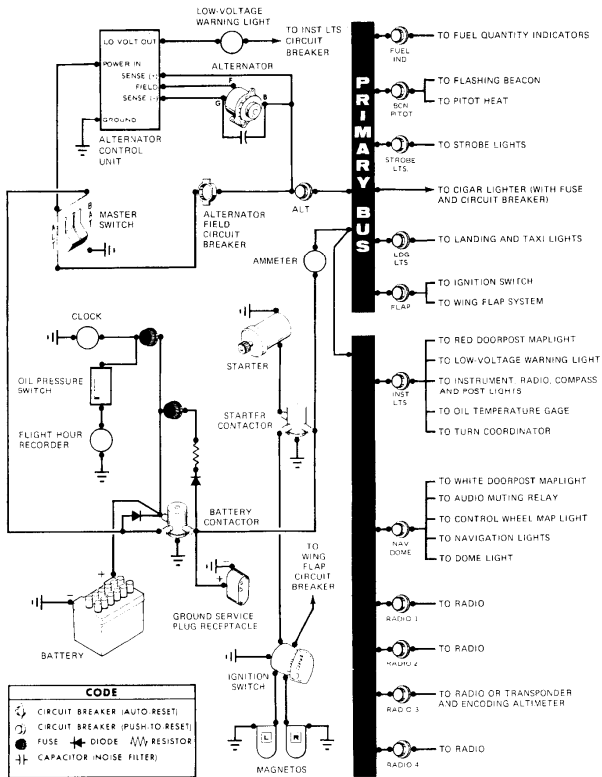 LOW-VOLTAGE
WARNING LIGHT
LO VOLT OUT
TO INST LTS
CIRCUIT
BREAKER
POWER IN
SENSE (+)
FIELD
SENSE (-)
GROUND
ALTERNATOR
F
G
B
ALTERNATOR
CONTROL
UNIT
MASTER
SWITCH
BAT
ALT
ALTERNATOR
FIELD
CIRCUIT
BREAKER
ALT
AMMETER
CLOCK
OIL PRESSURE
SWITCH
FLIGHT HOUR
RECORDER
STARTER
STARTER
CONTACTOR
BATTERY
CONTACTOR
+
−
BATTERY
−
+
GROUND SERVICE
PLUG RECEPTACLE
TO
WING
FLAP
CIRCUIT
BREAKER
IGNITION
SWITCH
L
R
MAGNETOS
PRIMARY BUS
FUEL
IND
TO FUEL QUANTITY INDICATORS
BCN
PITOT
TO FLASHING BEACON
TO PITOT HEAT
STROBE
LTS.
TO STROBE LIGHTS
TO CIGAR LIGHTER (WITH FUSE
AND CIRCUIT BREAKER)
LDG
LTS
TO LANDING AND TAXI LIGHTS
FLAP
TO IGNITION SWITCH
TO WING FLAP SYSTEM
INST
LTS
TO RED DOORPOST MAPLIGHT
TO LOW-VOLTAGE WARNING LIGHT
TO INSTRUMENT, RADIO, COMPASS
AND POST LIGHTS
TO OIL TEMPERATURE GAGE
TO TURN COORDINATOR
NAV
DOME
TO WHITE DOORPOST MAPLIGHT
TO AUDIO MUTING RELAY
TO CONTROL WHEEL MAP LIGHT
TO NAVIGATION LIGHTS
TO DOME LIGHT
RADIO 1
TO RADIO
RADIO 2
TO RADIO
RADIO 3
TO RADIO OR TRANSPONDER
AND ENCODING ALTIMETER
RADIO 4
TO RADIO
CODE
CIRCUIT BREAKER (AUTO-RESET)
CIRCUIT BREAKER (PUSH-TO-RESET)
FUSE DIODE RESISTOR
CAPACITOR (NOISE FILTER)